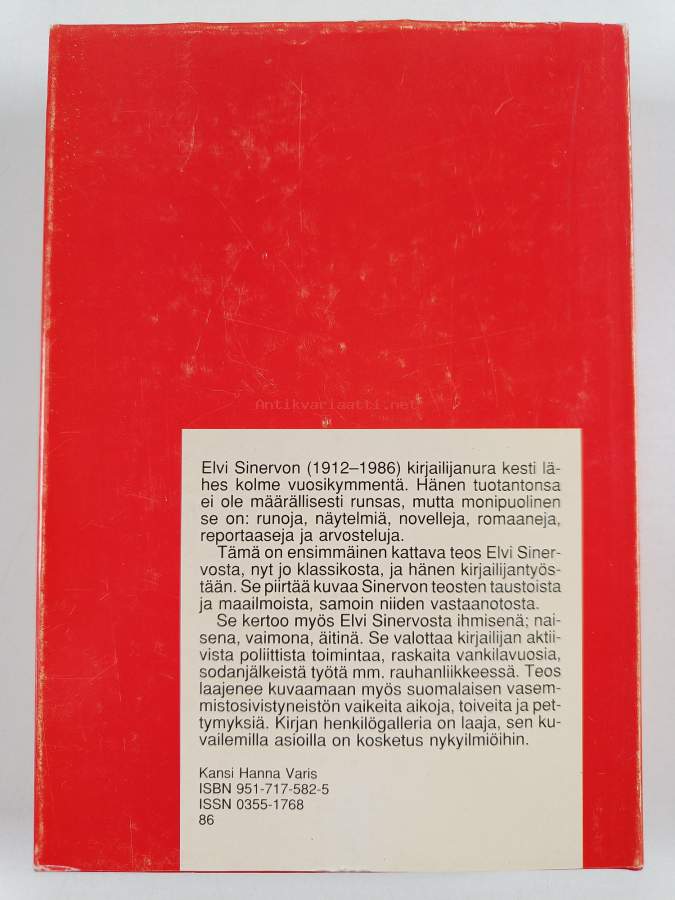 Antikvariaatti.net
Elvi Sinervon (1912–1986) kirjailijanura kesti lä-
hes kolme vuosikymmentä. Hänen tuotantonsa
ei ole määrällisesti runsas, mutta monipuolinen
se on: runoja, näytelmiä, novelleja, romaaneja,
reportaaseja ja arvosteluja.
Tämä on ensimmäinen kattava teos Elvi Siner-
vosta, nyt jo klassikosta, ja hänen kirjailijantyös-
tään. Se piirtää kuvaa Sinervon teosten taustoista
ja maailmoista, samoin niiden vastaanotosta.
Se kertoo myös Elvi Sinervosta ihmisenä; nai-
sena, vaimona, äitinä. Se valottaa kirjailijan aktii-
vista poliittista toimintaa, raskaita vankilavuosia,
sodanjälkeistä työtä mm. rauhanliikkeessä. Teos
laajenee kuvaamaan myös suomalaisen vasem-
mistosivistyneistön vaikeita aikoja, toiveita ja pet-
tymyksiä. Kirjan henkilögalleria on laaja, sen ku-
vailemilla asioilla on kosketus nykyilmiöihin.
Kansi Hanna Varis
ISBN 951-717-582-5
ISSN 0355-1768
86